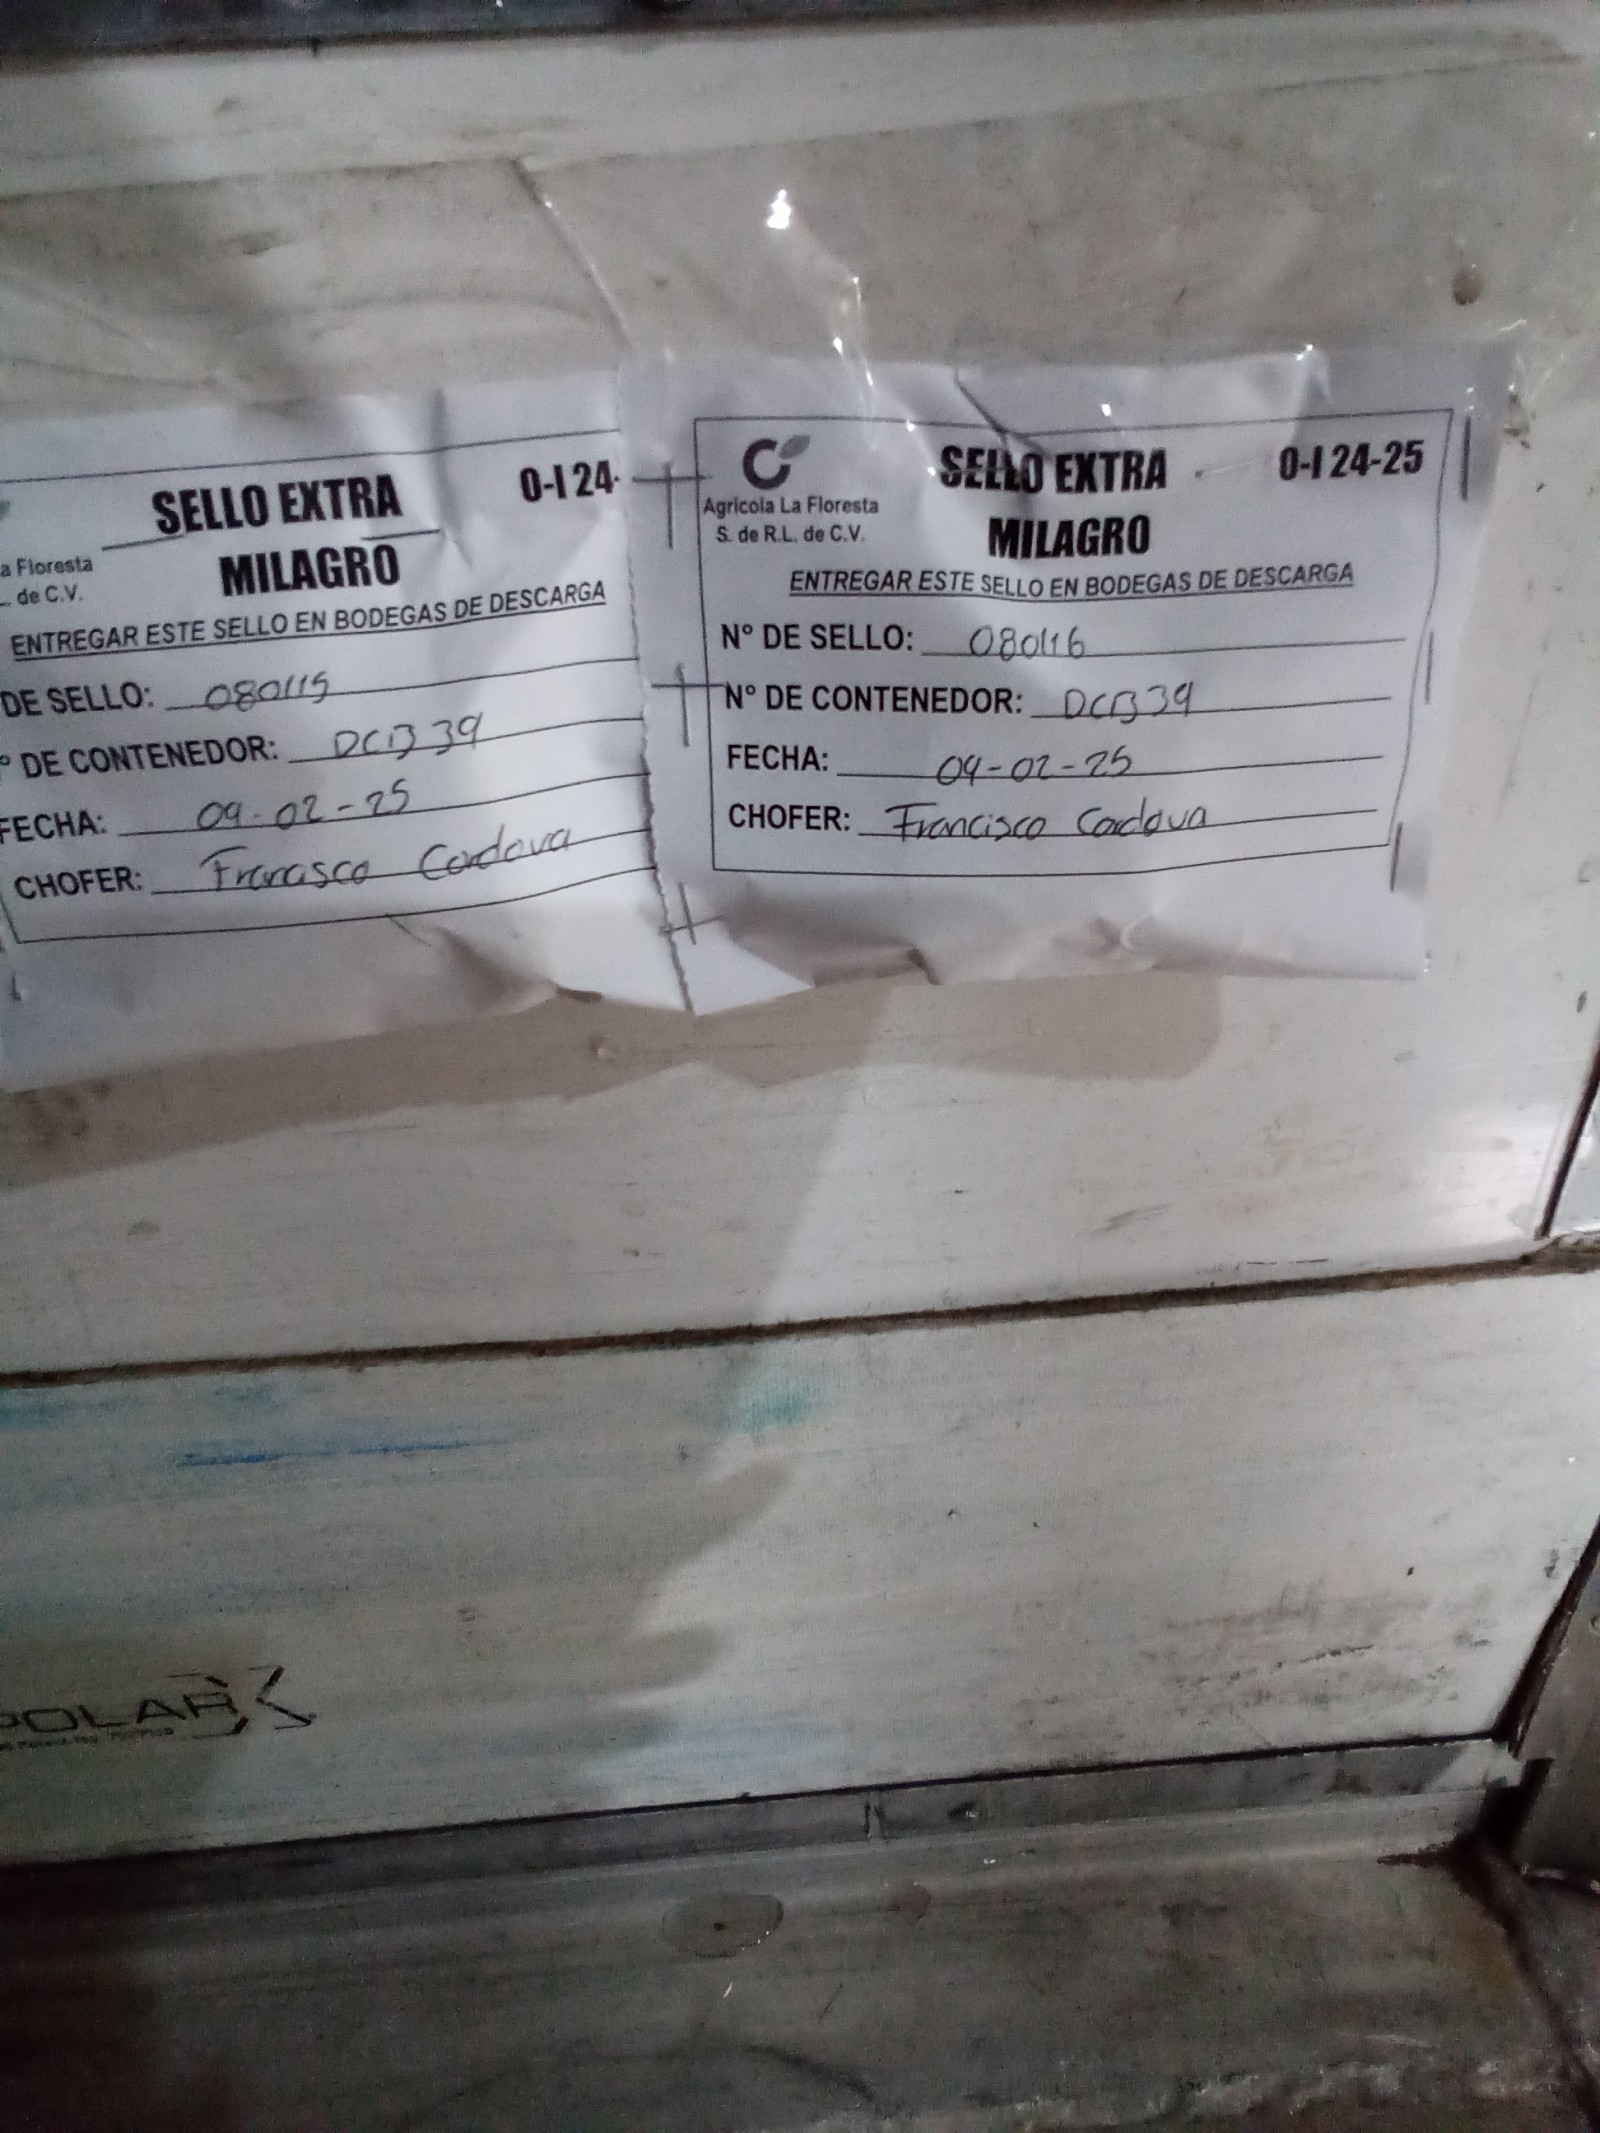 SELLO EXTRA 0-I 24-
MILAGRO
a Floresta
. de C.V.
ENTREGAR ESTE SELLO EN BODEGAS DE DESCARGA
DE SELLO: 080115
° DE CONTENEDOR: DCB39
FECHA: 09-02-25
CHOFER: Francisco Cordova
Agricola La Floresta
S. de R.L. de C.V.
SELLO EXTRA 0-I 24-25
MILAGRO
ENTREGAR ESTE SELLO EN BODEGAS DE DESCARGA
N° DE SELLO: 080116
N° DE CONTENEDOR: DCB39
FECHA: 09-02-25
CHOFER: Francisco Cordova
POLAR